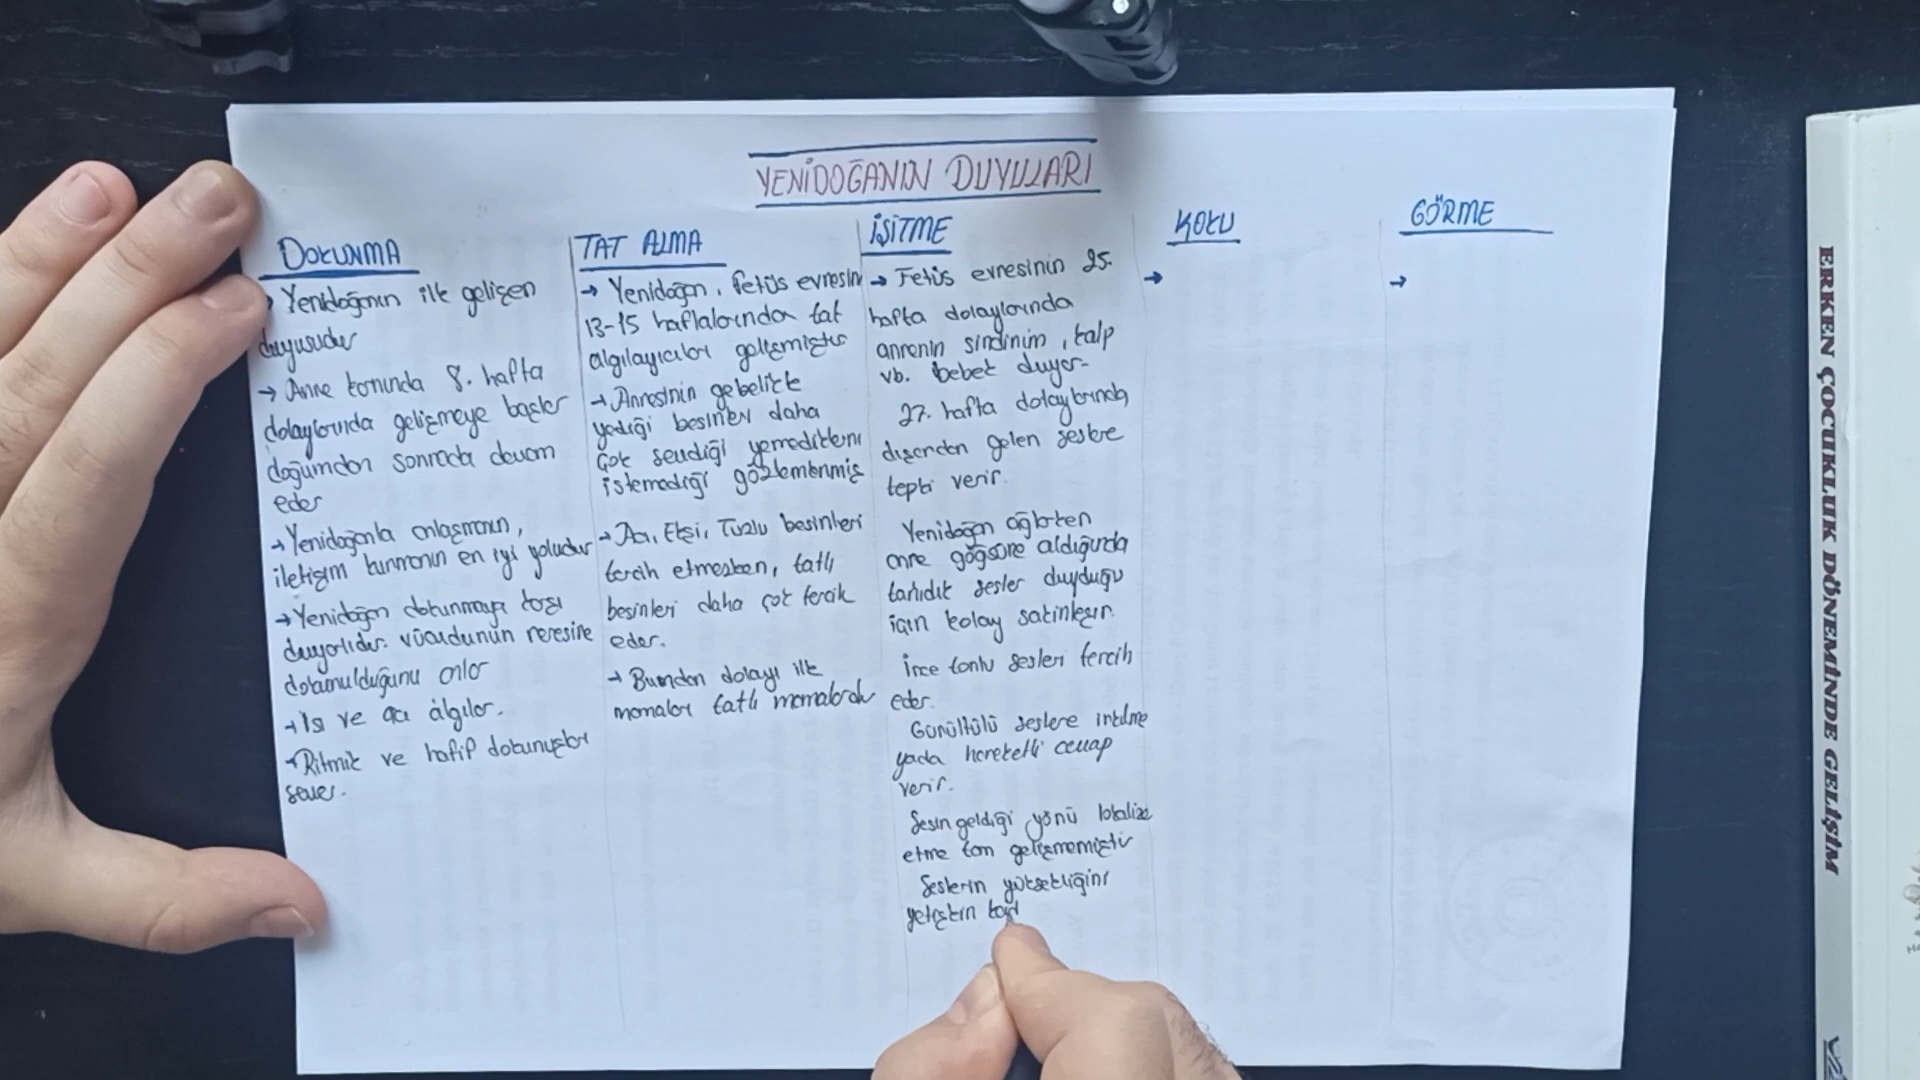 YENİDOĞANIN DUYULARI
DOKUNMA
→ Yenidoğanın ilk gelişen
duyusudur
→ Anne karnında 8. hafta
dolaylarında gelişmeye başlar
doğumdan sonrada devam
eder
→ Yenidoğanla anlaşmanın,
iletişim kurmanın en iyi yoludur
→ Yenidoğan dokunmaya karşı
duyarlıdır. vücudunun neresine
dokunulduğunu anlar
→ Isı ve acı algılar.
→ Ritmik ve hafif dokunuşları
sever.
TAT ALMA
→ Yenidoğan, fetüs evresin
13-15 haftalarında tat
algılayıcıları gelişmiştir
→ Annesinin gebelikte
yediği besinleri daha
çok sevdiği yemediklerini
istemediği gözlemlenmiş
→ Acı, Ekşi, Tuzlu besinleri
tercih etmezken, tatlı
besinleri daha çok tercih
eder.
→ Bundan dolayı ilk
mamalar tatlı mamalardır
İŞİTME
→ Fetüs evresinin 25.
hafta dolaylarında
annenin sindirim, kalp
vb. bebek duyar.
27. hafta dolaylarında
dışarıdan gelen seslere
tepki verir.
Yenidoğan ağlarken
anne göğsüne aldığında
tanıdık sesler duyduğu
için kolay sakinleşir.
İnce tonlu sesleri tercih
eder.
Gürültülü seslere irkilme
yada hareketli cevap
verir.
Sesin geldiği yönü lokalize
etme tam gelişmemiştir
Seslerin yüksekliğini
yetişkin
KOKU
→
GÖRME
→
ERKEN ÇOCUKLUK DÖNEMİNDE GELİŞİM